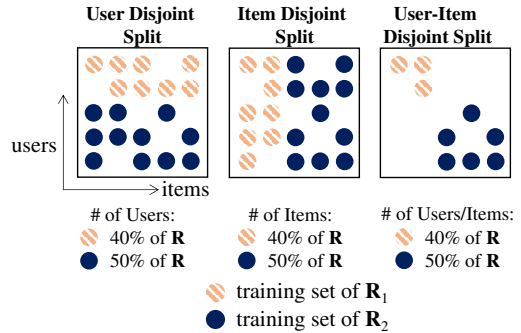 User Disjoint Split
Item Disjoint Split
User-Item Disjoint Split
users
items
# of Users:
40% of R
50% of R
# of Items:
40% of R
50% of R
# of Users/Items:
40% of R
50% of R
training set of R₁
training set of R₂